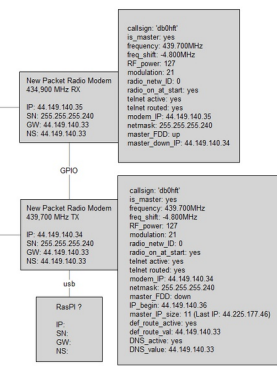 callsign: 'db0hft'
is_master: yes
frequency: 439.700MHz
freq_shift: -4.800MHz
RF_power: 127
modulation: 21
radio_netw_ID: 0
radio_on_at_start: yes
telnet active: yes
telnet routed: yes
modem_IP: 44.149.140.35
netmask: 255.255.255.240
master_FDD: up
master_down_IP: 44.149.140.34
New Packet Radio Modem
434,900 MHz RX
IP: 44.149.140.35
SN: 255.255.255.240
GW: 44.149.140.33
NS: 44.149.140.33
GPIO
New Packet Radio Modem
439,700 MHz TX
IP: 44.149.140.34
SN: 255.255.255.240
GW: 44.149.140.33
NS: 44.149.140.33
callsign: 'db0hft'
is_master: yes
frequency: 439.700MHz
freq_shift: -4.800MHz
RF_power: 127
modulation: 21
radio_netw_ID: 0
radio_on_at_start: yes
telnet active: yes
telnet routed: yes
modem_IP: 44.149.140.34
netmask: 255.255.255.240
master_FDD: down
IP_begin: 44.149.140.36
master_IP_size: 11 (Last IP: 44.225.177.46)
def_route_active: yes
def_route_val: 44.149.140.33
DNS_active: yes
DNS_value: 44.149.140.33
usb
RasPI ?
IP:
SN:
GW:
NS: